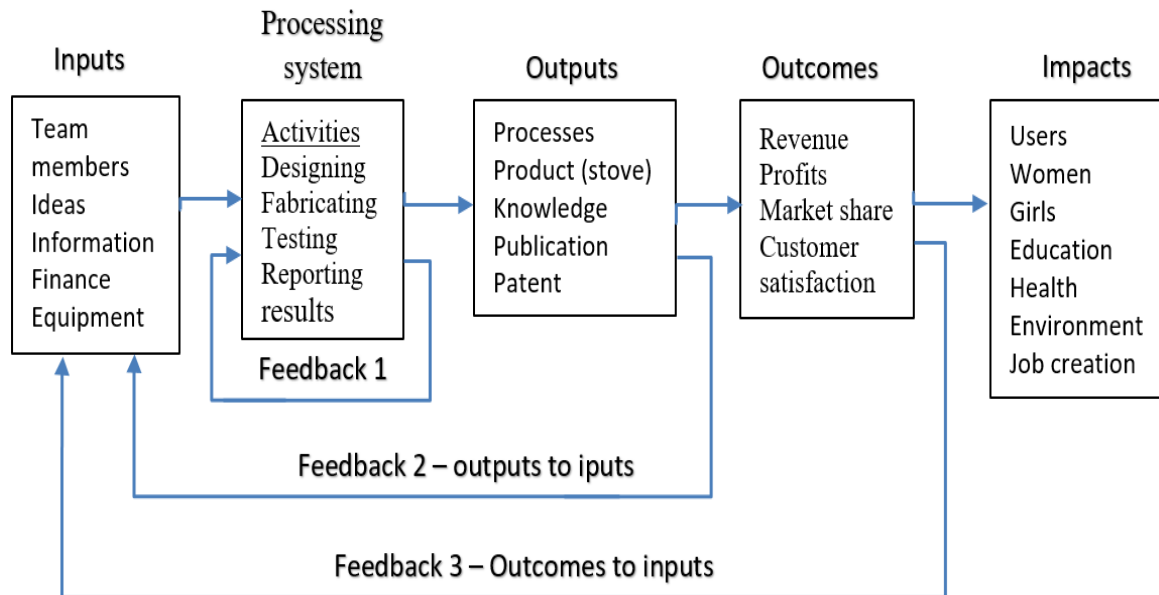 Inputs
Team
members
Ideas
Information
Finance
Equipment
Processing
system
Activities
Designing
Fabricating
Testing
Reporting
results
Outputs
Processes
Product (stove)
Knowledge
Publication
Patent
Outcomes
Revenue
Profits
Market share
Customer
satisfaction
Impacts
Users
Women
Girls
Education
Health
Environment
Job creation
Feedback 1
Feedback 2 – outputs to iputs
Feedback 3 – Outcomes to inputs